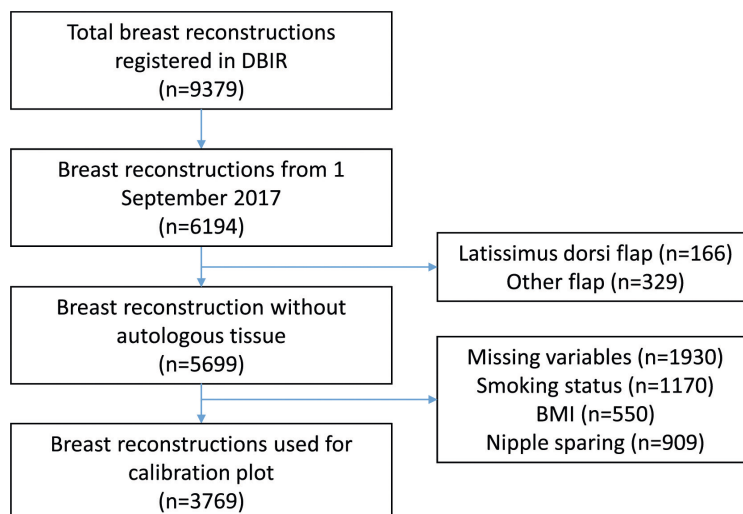 Total breast reconstructions
registered in DBIR
(n=9379)
Breast reconstructions from 1
September 2017
(n=6194)
Latissimus dorsi flap (n=166)
Other flap (n=329)
Breast reconstruction without
autologous tissue
(n=5699)
Missing variables (n=1930)
Smoking status (n=1170)
BMI (n=550)
Nipple sparing (n=909)
Breast reconstructions used for
calibration plot
(n=3769)